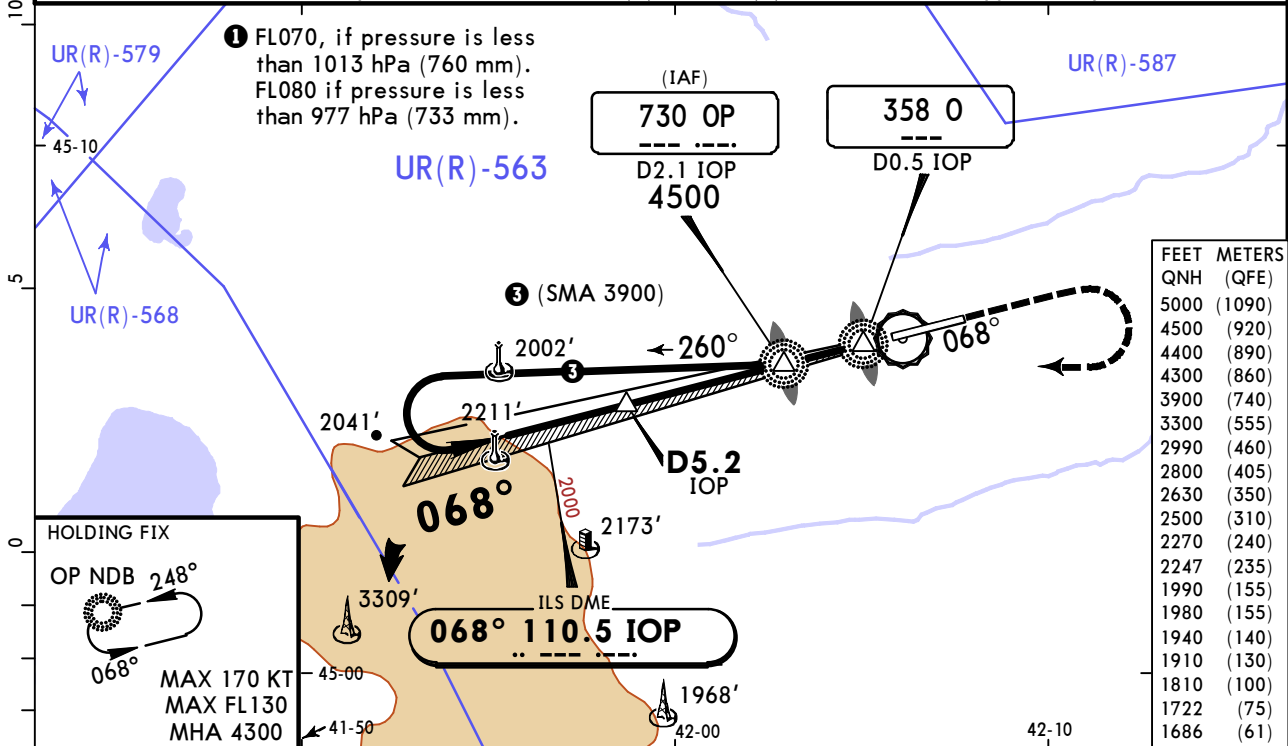 10
UR(R)-579
1 FL070, if pressure is less
than 1013 hPa (760 mm).
FL080 if pressure is less
than 977 hPa (733 mm).
(IAF)
730 OP
D2.1 IOP
4500
358 O
D0.5 IOP
UR(R)-587
45-10
UR(R)-563
5
UR(R)-568
3 (SMA 3900)
2002'
260°
3
068°
2041'
2211'
D5.2
IOP
068°
2000
2173'
0
3309'
ILS DME
068° 110.5 IOP
45-00
1968'
41-50
42-00
42-10
HOLDING FIX
OP NDB
248°
068°
MAX 170 KT
MAX FL130
MHA 4300
FEET METERS
QNH (QFE)
5000 (1090)
4500 (920)
4400 (890)
4300 (860)
3900 (740)
3300 (555)
2990 (460)
2800 (405)
2630 (350)
2500 (310)
2270 (240)
2247 (235)
1990 (155)
1980 (155)
1940 (140)
1910 (130)
1810 (100)
1722 (75)
1686 (61)